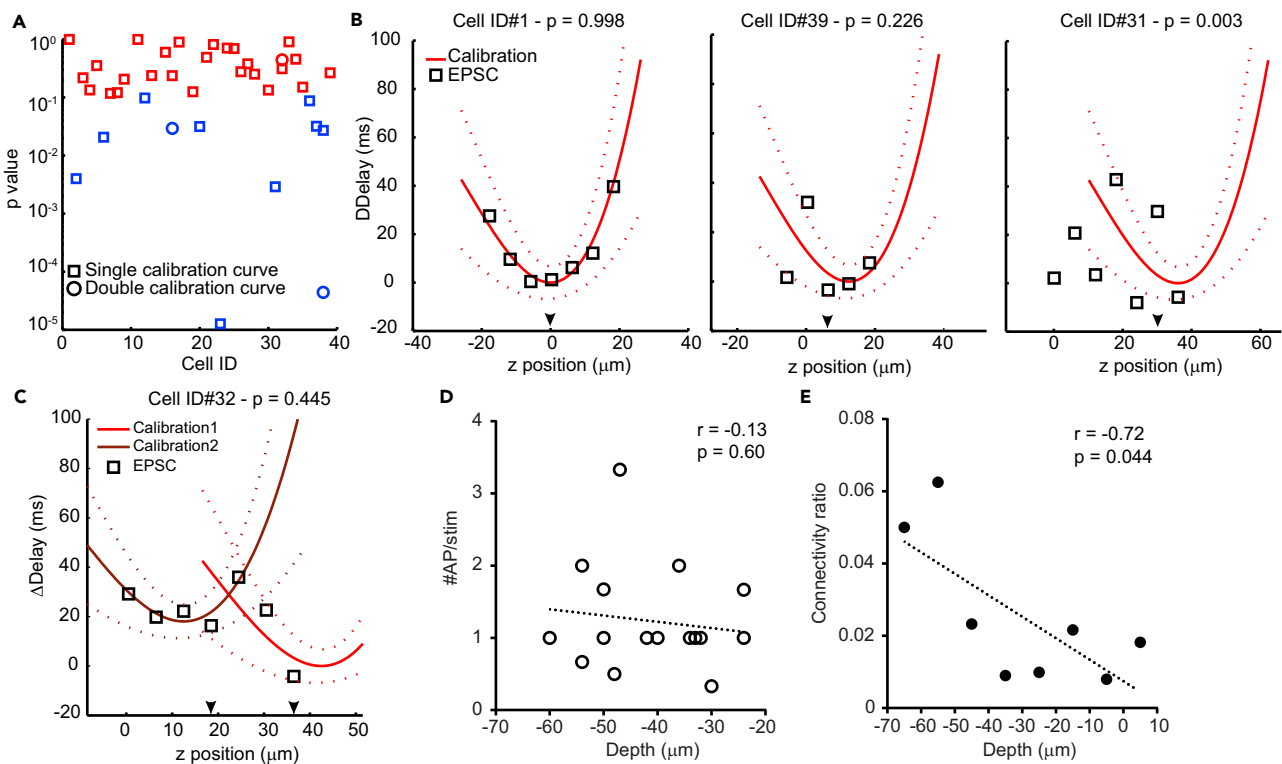 A
p value
10^0
10^-1
10^-2
10^-3
10^-4
10^-5
Single calibration curve
Double calibration curve
0 10 20 30 40
Cell ID
B
Cell ID#1 - p = 0.998
Cell ID#39 - p = 0.226
Cell ID#31 - p = 0.003
DDelay (ms)
100
80
60
40
20
0
-20
Calibration
EPSC
-40 -20 0 20 40
z position (μm)
-20 0 20 40
z position (μm)
0 20 40 60
z position (μm)
C
Cell ID#32 - p = 0.445
ΔDelay (ms)
100
80
60
40
20
0
-20
Calibration1
Calibration2
EPSC
0 10 20 30 40 50
z position (μm)
D
#AP/stim
4
3
2
1
0
r = -0.13
p = 0.60
-70 -60 -50 -40 -30 -20
Depth (μm)
E
Connectivity ratio
0.08
0.06
0.04
0.02
0
r = -0.72
p = 0.044
-70 -60 -50 -40 -30 -20 -10 0 10
Depth (μm)